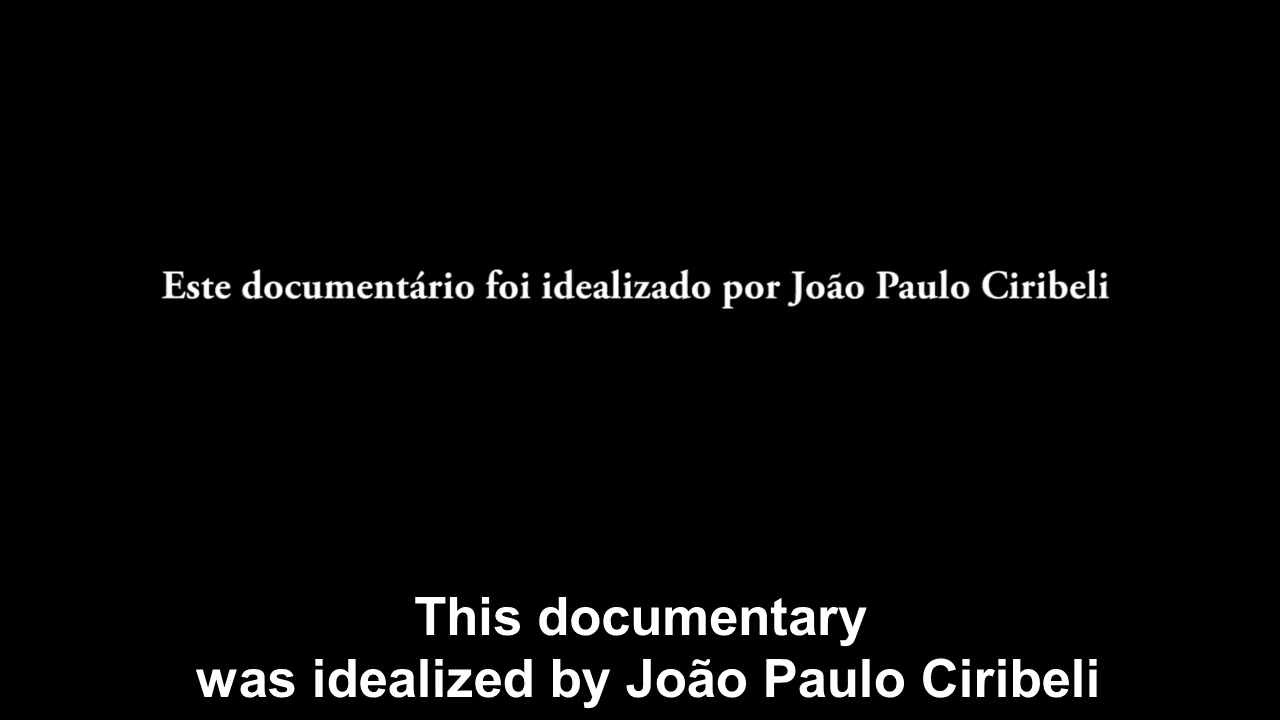 Este documentário foi idealizado por João Paulo Ciribeli
This documentary
was idealized by João Paulo Ciribeli